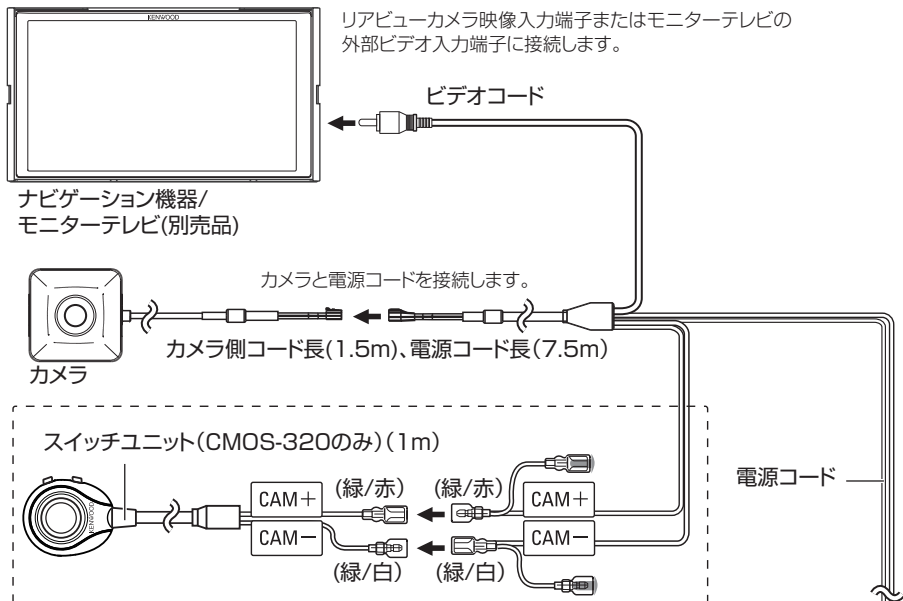 KENWOOD
リアビューカメラ映像入力端子またはモニターテレビの
外部ビデオ入力端子に接続します。
ビデオコード
ナビゲーション機器/
モニターテレビ(別売品)
カメラと電源コードを接続します。
カメラ側コード長(1.5m)、電源コード長(7.5m)
カメラ
スイッチユニット(CMOS-320のみ)(1m)
電源コード
KENWOOD
CAM+
(緑/赤)
(緑/赤)
CAM+
CAM−
CAM−
(緑/白)
(緑/白)